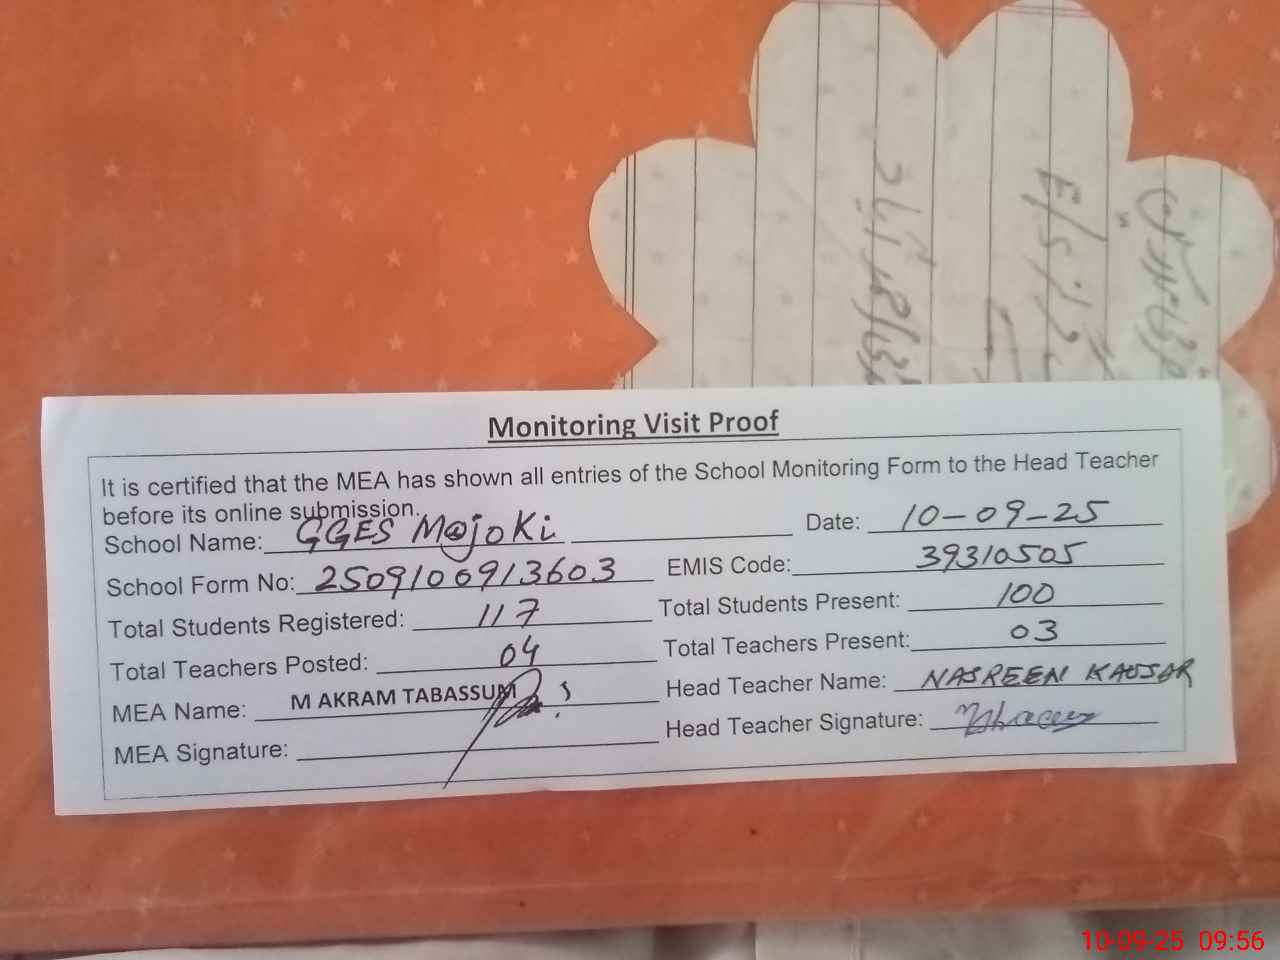 Monitoring Visit Proof
It is certified that the MEA has shown all entries of the School Monitoring Form to the Head Teacher
before its online submission.
School Name: GGES Mojoki Date: 10-09-25
School Form No: 2509106913603 EMIS Code: 39310505
Total Students Registered: 117 Total Students Present: 100
Total Teachers Posted: 04 Total Teachers Present: 03
MEA Name: M AKRAM TABASSUM Head Teacher Name: NASREEN KAUSAR
MEA Signature: Head Teacher Signature:
10-09-25 09:56